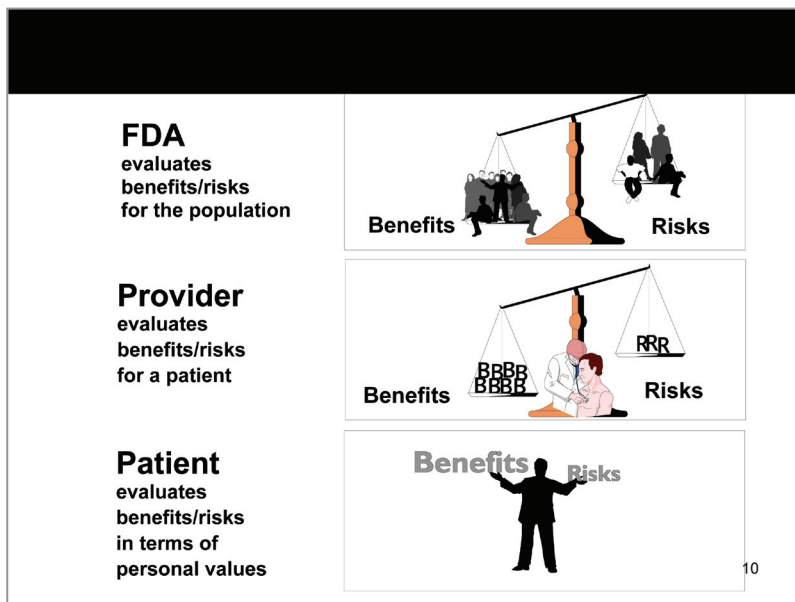 FDA
evaluates
benefits/risks
for the population
Benefits
Risks
Provider
evaluates
benefits/risks
for a patient
BBBB
BBBB
RRR
Benefits
Risks
Patient
evaluates
benefits/risks
in terms of
personal values
Benefits
Risks
10